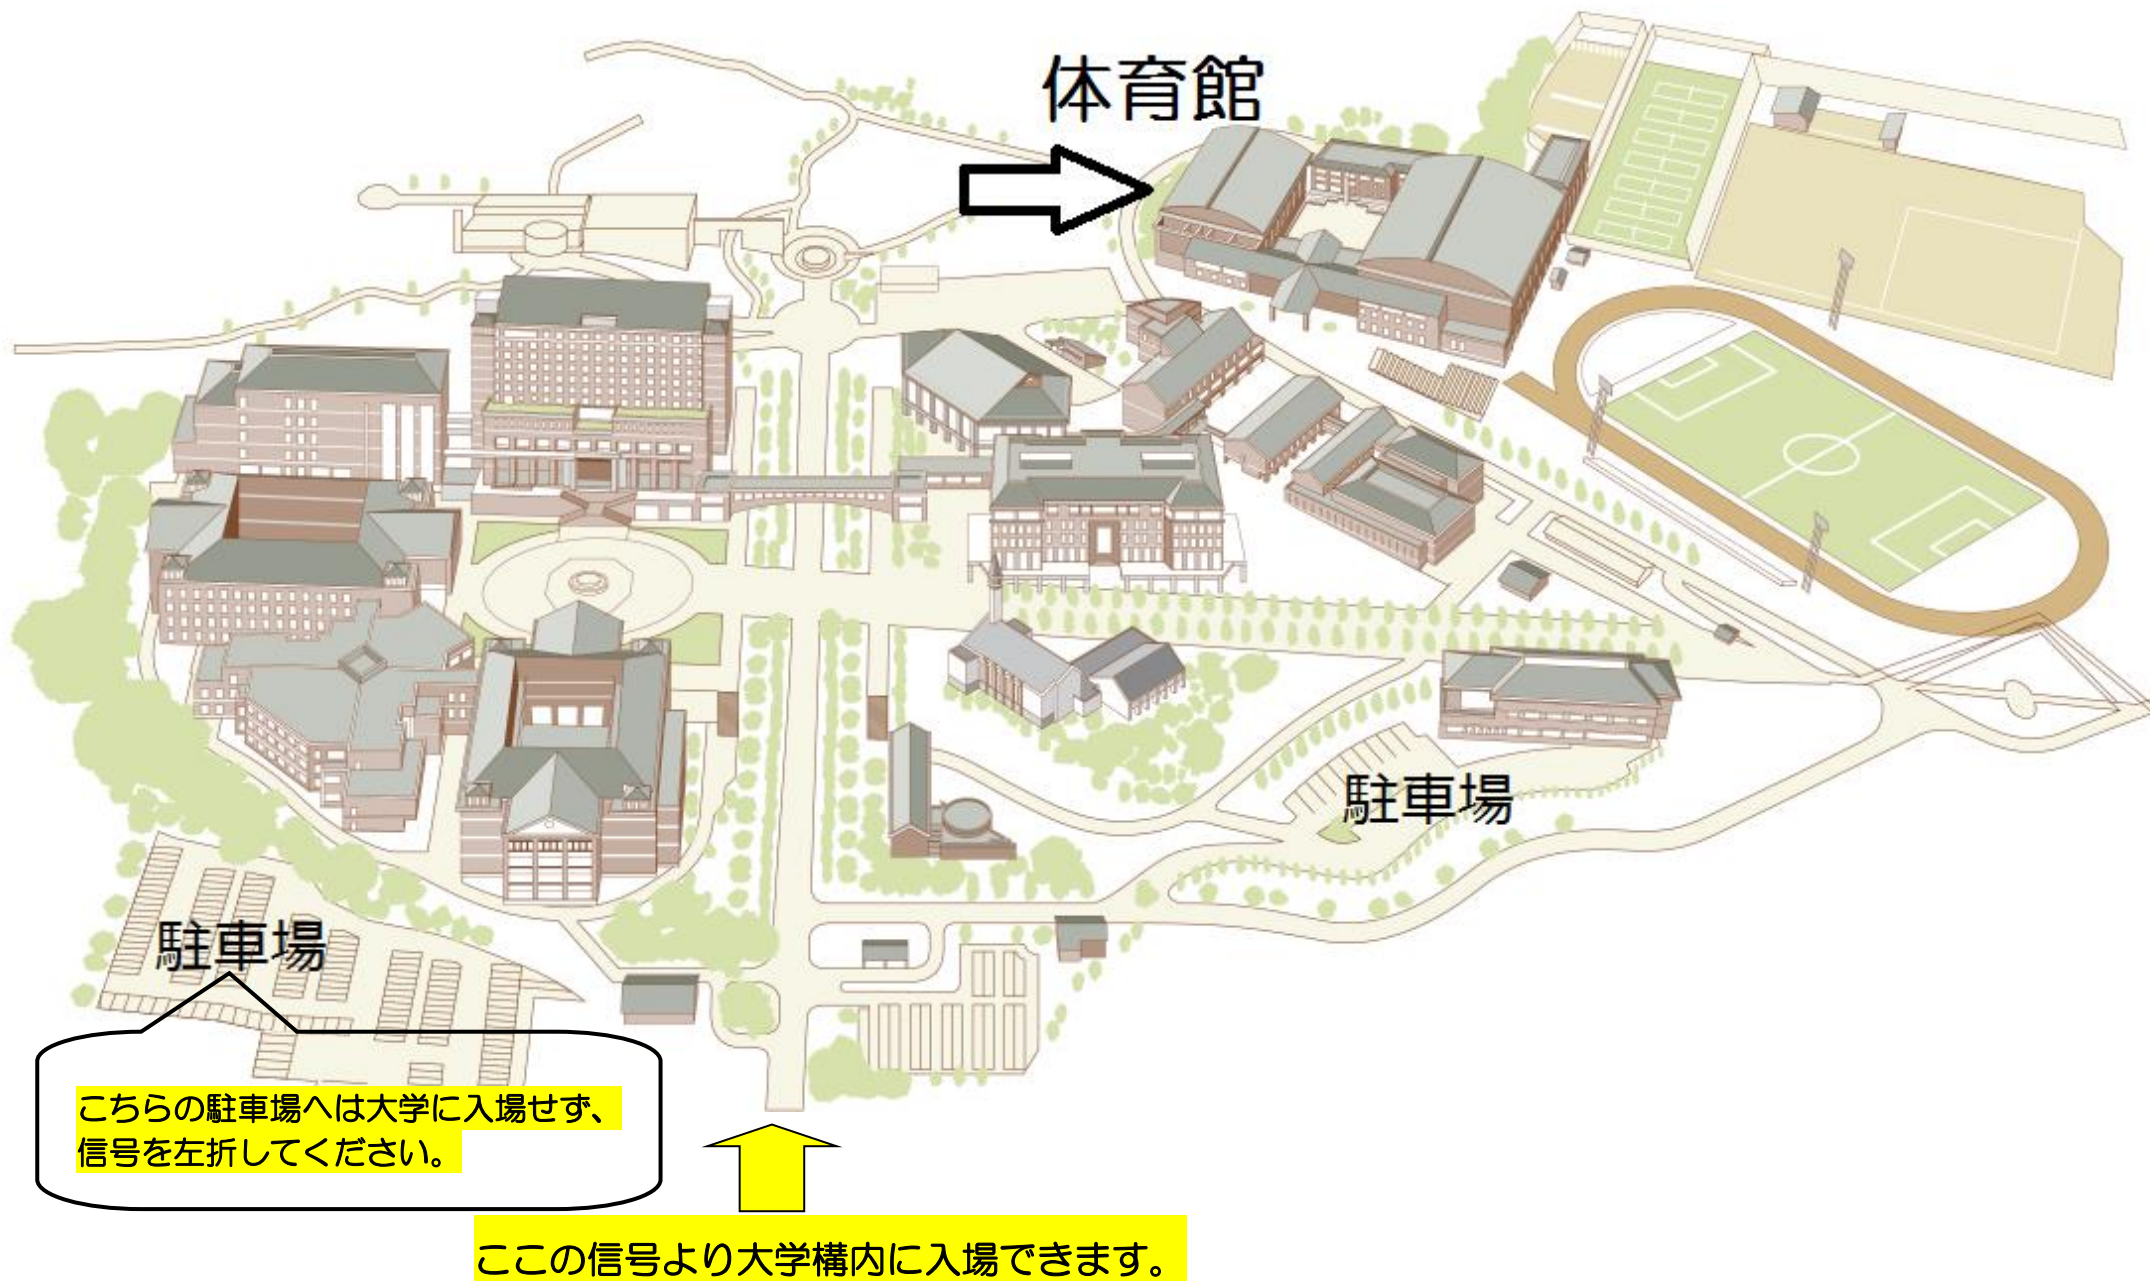 体育館
駐車場
駐車場
こちらの駐車場へは大学に入場せず、
信号を左折してください。
ここの信号より大学構内に入場できます。